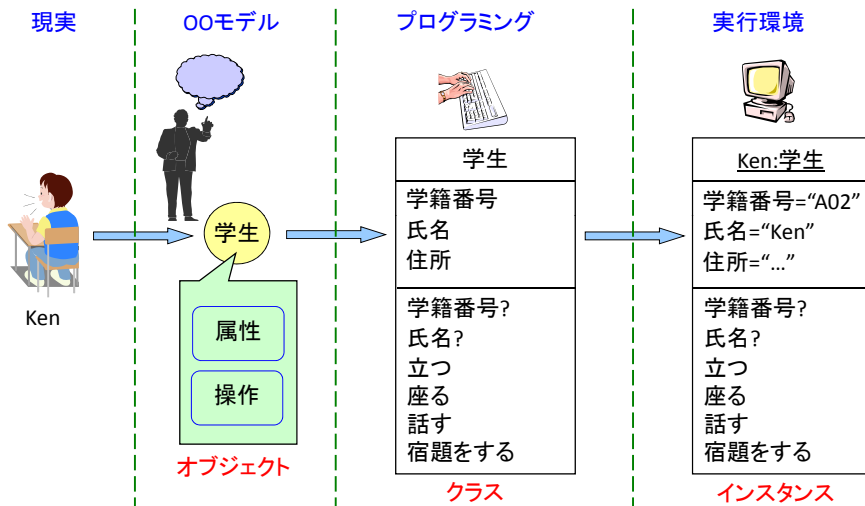 現実
OOモデル
プログラミング
実行環境
Ken
学生
属性
操作
オブジェクト
学生
学籍番号
氏名
住所
学籍番号?
氏名?
立つ
座る
話す
宿題をする
クラス
Ken:学生
学籍番号=“A02”
氏名=“Ken”
住所=“...”
学籍番号?
氏名?
立つ
座る
話す
宿題をする
インスタンス